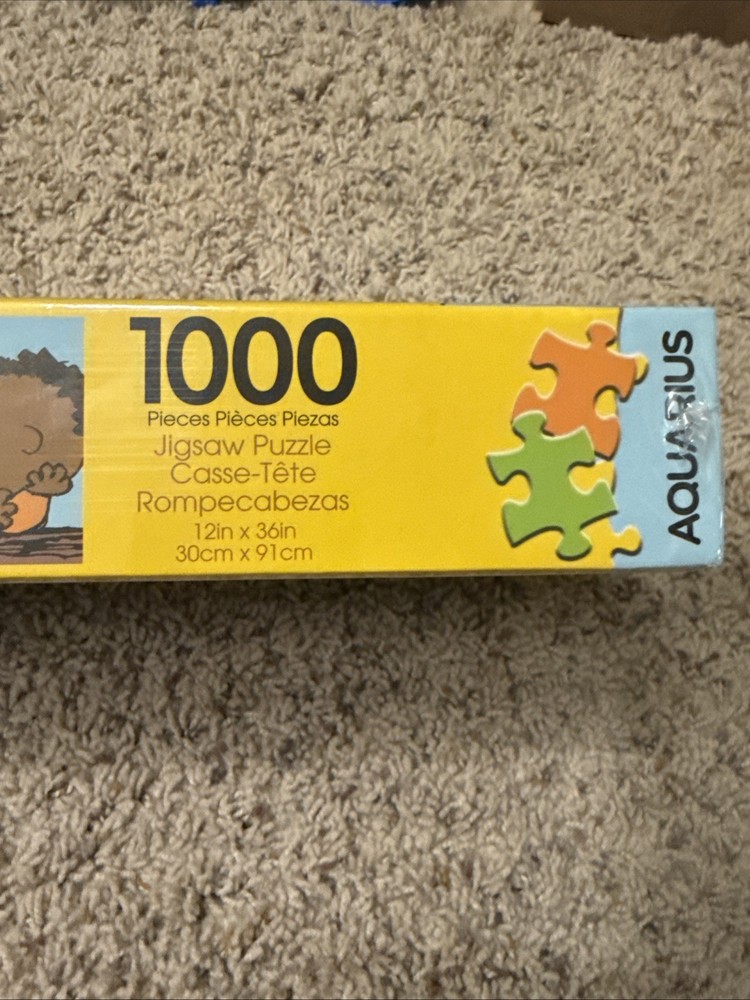 1000
Pieces Pièces Piezas
Jigsaw Puzzle
Casse-Tête
Rompecabezas
12in x 36in
30cm x 91cm
AQUARIUS